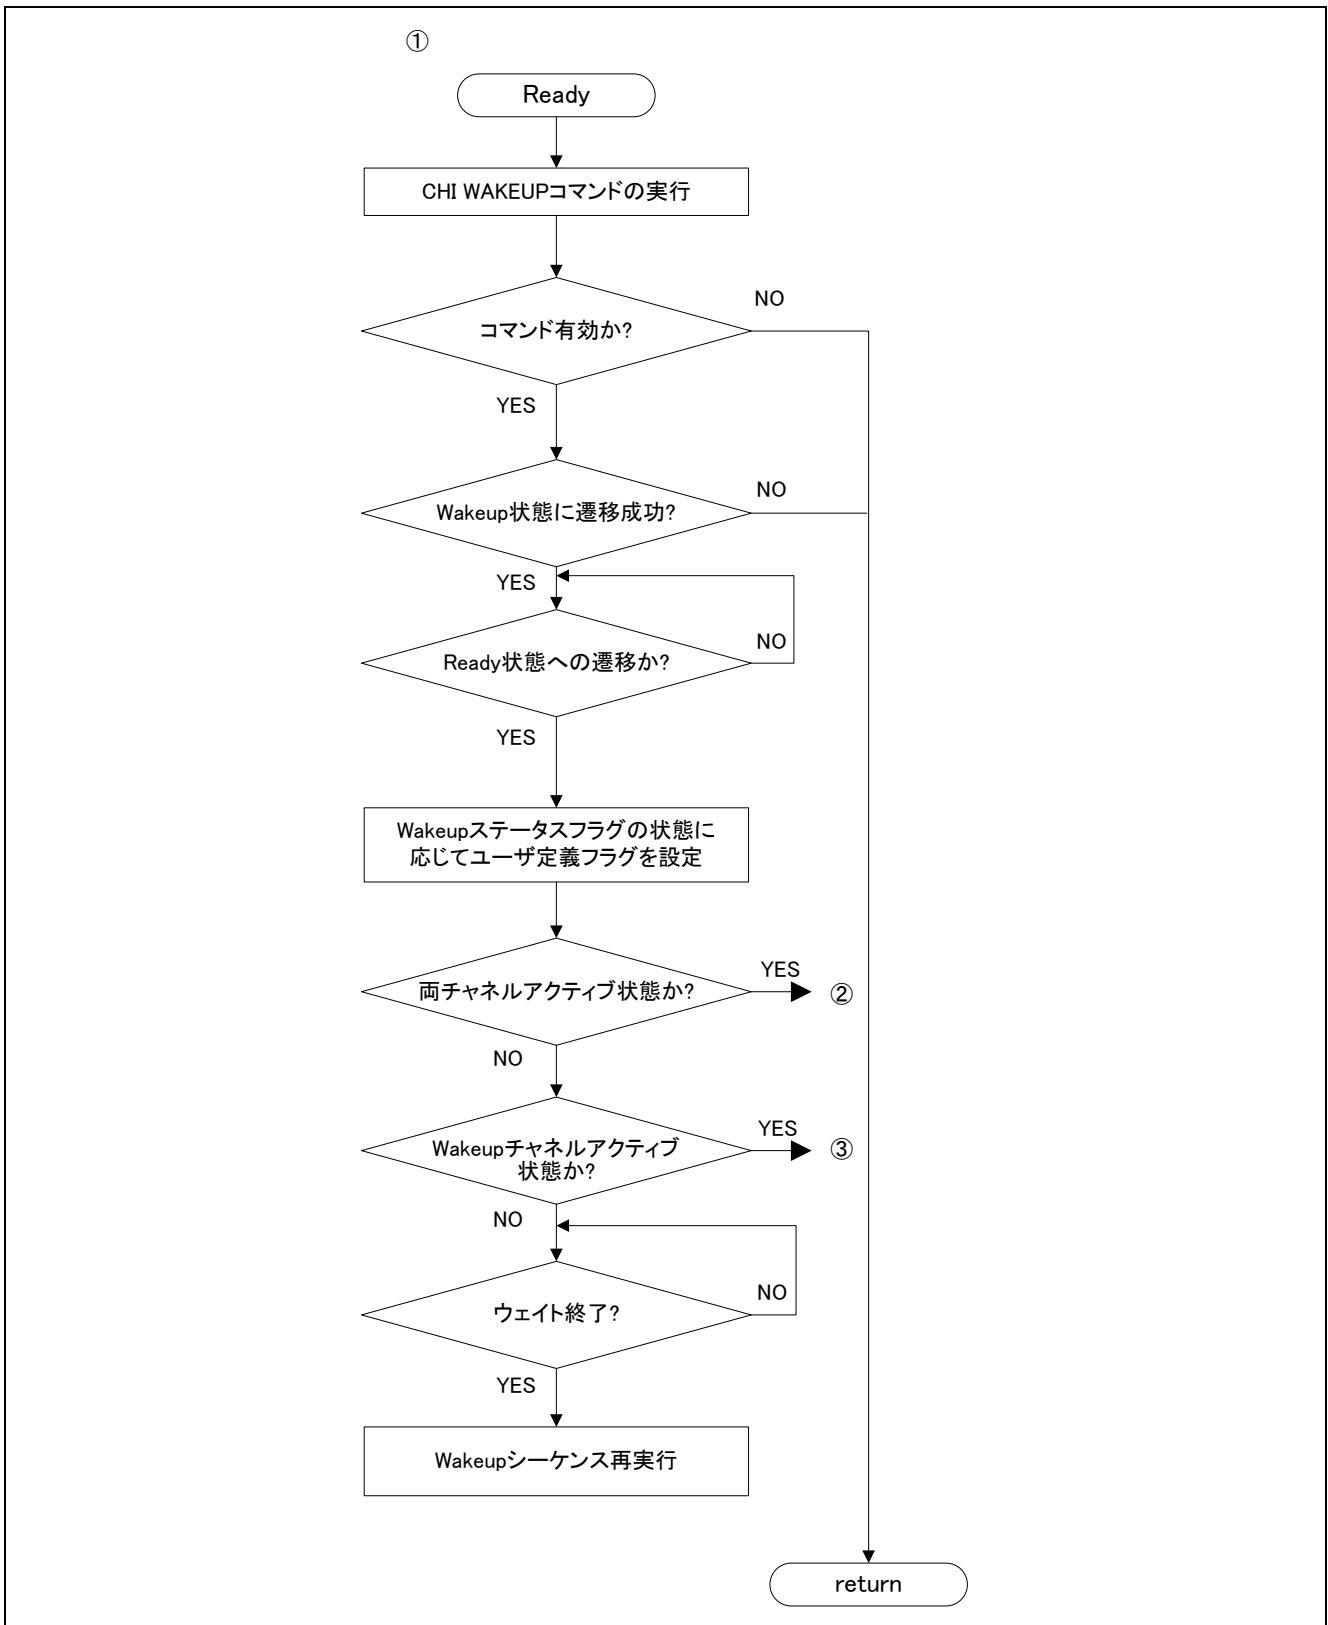 ①
Ready
CHI WAKEUPコマンドの実行
コマンド有効か?
NO
YES
Wakeup状態に遷移成功?
NO
YES
Ready状態への遷移か?
NO
YES
Wakeupステータスフラグの状態に
応じてユーザ定義フラグを設定
両チャネルアクティブ状態か?
YES
②
NO
Wakeupチャネルアクティブ
状態か?
YES
③
NO
ウェイト終了?
NO
YES
Wakeupシーケンス再実行
return